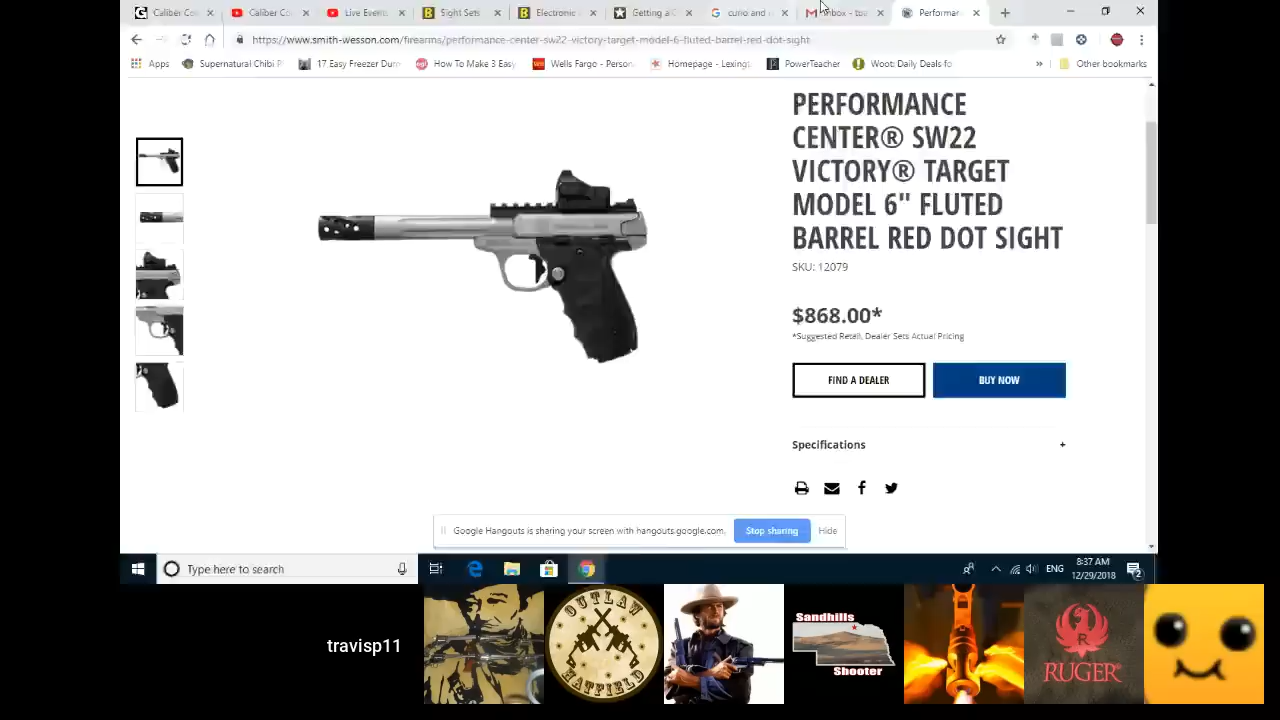 Caliber Co
Caliber Co
Live Event
Sight Sets
Electronic
Getting a C
curio and
Inbox - tou
Performar
https://www.smith-wesson.com/firearms/performance-center-sw22-victory-target-model-6-fluted-barrel-red-dot-sight
Apps
Supernatural Chibi P
17 Easy Freezer Dum
How To Make 3 Easy
Wells Fargo - Person
Homepage - Lexing
PowerTeacher
Woot: Daily Deals fo
»
Other bookmarks
PERFORMANCE
CENTER® SW22
VICTORY® TARGET
MODEL 6" FLUTED
BARREL RED DOT SIGHT
SKU: 12079
$868.00*
*Suggested Retail, Dealer Sets Actual Pricing
FIND A DEALER
BUY NOW
Specifications
+
Google Hangouts is sharing your screen with hangouts.google.com.
Stop sharing
Hide
Type here to search
ENG
8:37 AM
12/29/2018
2
travisp11
OUTLAW
HATFIELD
Sandhills
Shooter
R
RUGER